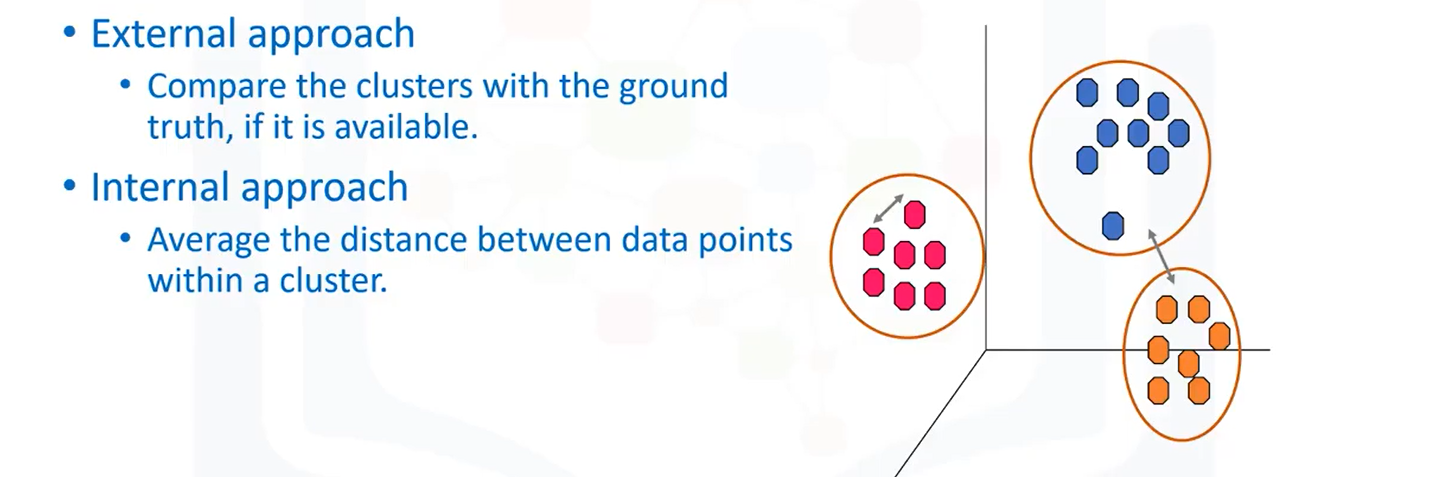 • External approach
• Compare the clusters with the ground
truth, if it is available.
• Internal approach
• Average the distance between data points
within a cluster.